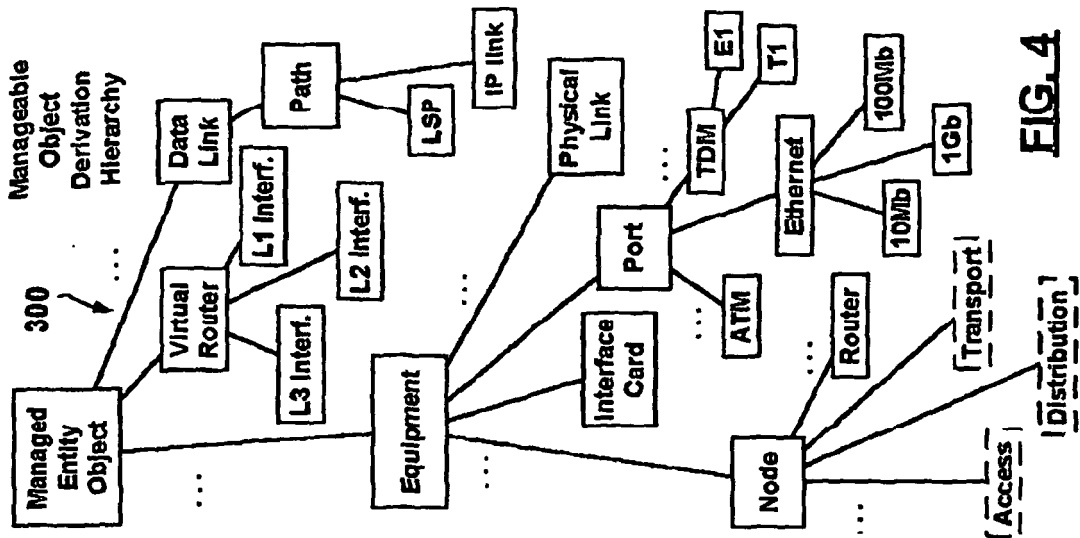 Manageable
Object
Derivation
Hierarchy
300
...
Managed
Entity
Object
Virtual
Router
Data
Link
L3 Interf.
L2 Interf.
L1 Interf.
Path
LSP
IP link
...
Equipment
...
...
Interface
Card
Port
Physical
Link
...
ATM
TDM
...
E1
T1
Ethernet
10Mb
1Gb
100Mb
Node
...
Router
...
Access
Distribution
Transport
FIG. 4